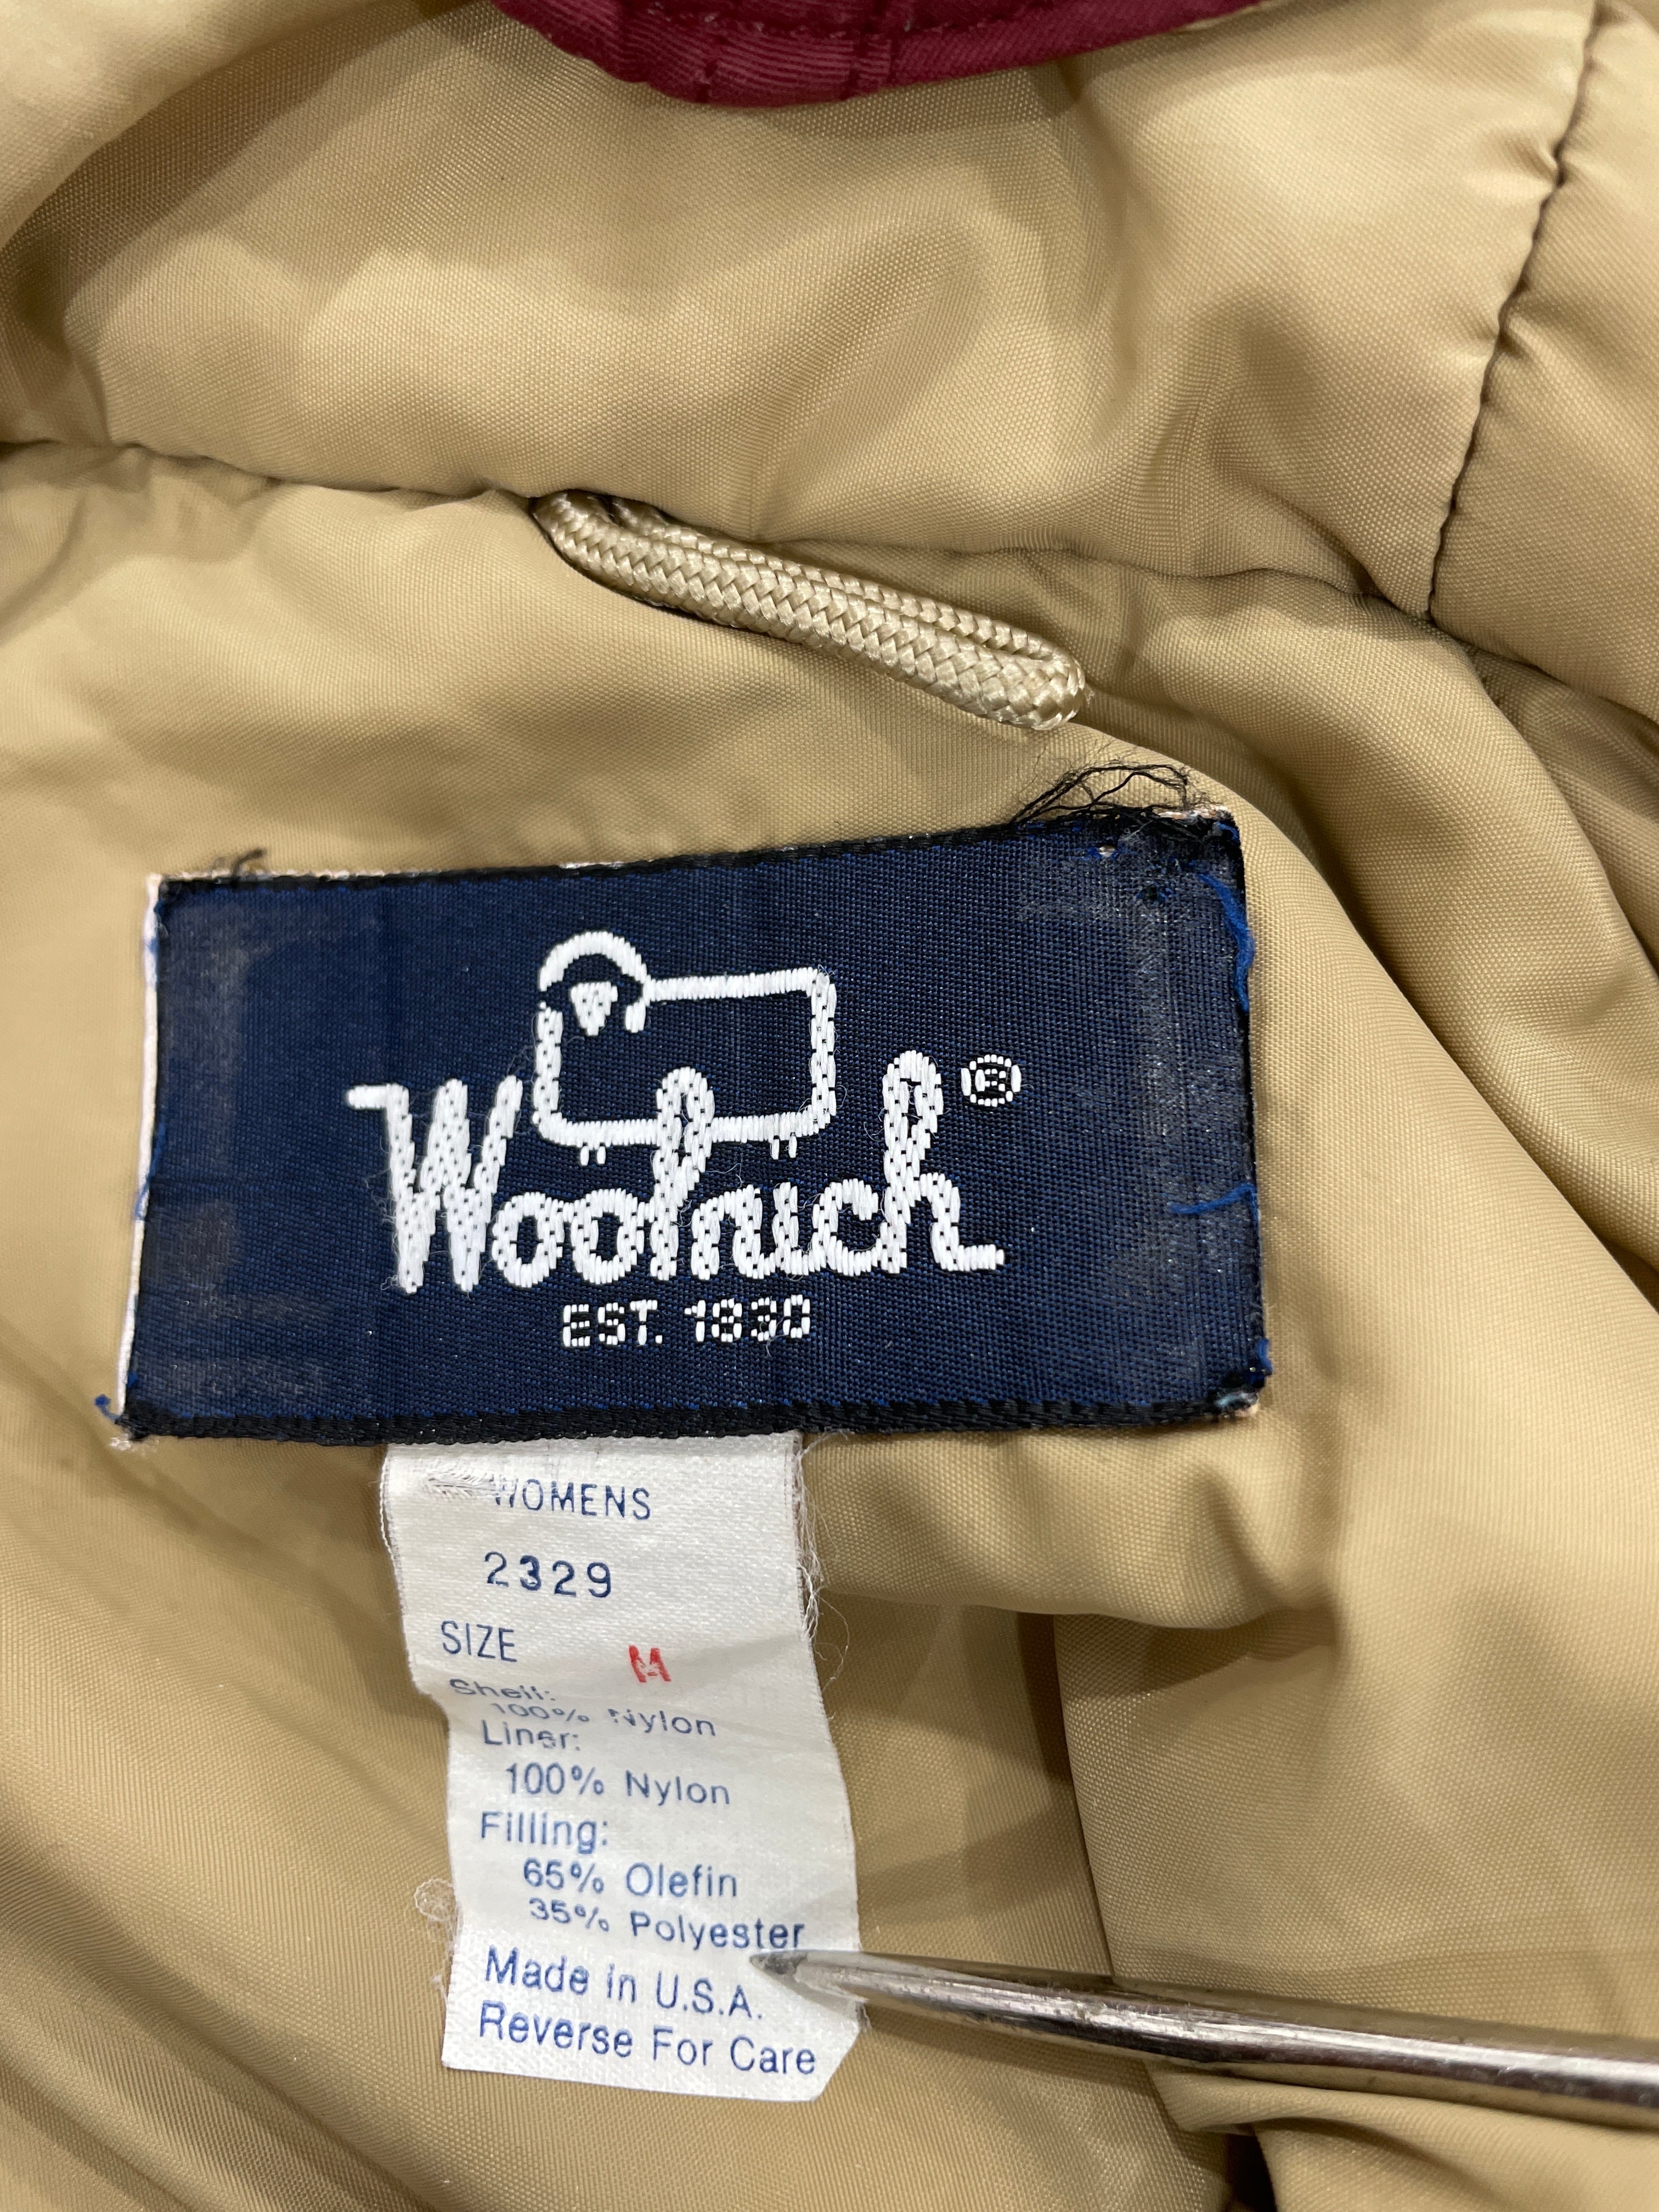 Woolrich®
EST. 1830
WOMENS
2329
SIZE M
Shell:
100% Nylon
Liner:
100% Nylon
Filling:
65% Olefin
35% Polyester
Made in U.S.A.
Reverse For Care